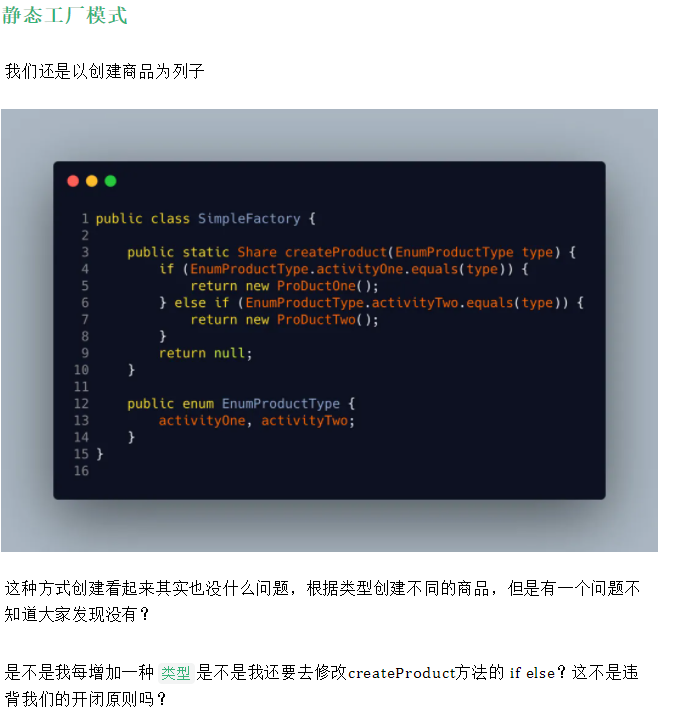 静态工厂模式
我们还是以创建商品为列子
1 public class SimpleFactory {
2
3     public static Share createProduct(EnumProductType type) {
4         if (EnumProductType.activityOne.equals(type)) {
5             return new ProDuctOne();
6         } else if (EnumProductType.activityTwo.equals(type)) {
7             return new ProDuctTwo();
8         }
9         return null;
10     }
11
12     public enum EnumProductType {
13         activityOne, activityTwo;
14     }
15 }
16
这种方式创建看起来其实也没什么问题，根据类型创建不同的商品，但是有一个问题不
知道大家发现没有？
是不是我每增加一种 类型 是不是我还要去修改createProduct方法的 if else？这不是违
背我们的开闭原则吗？